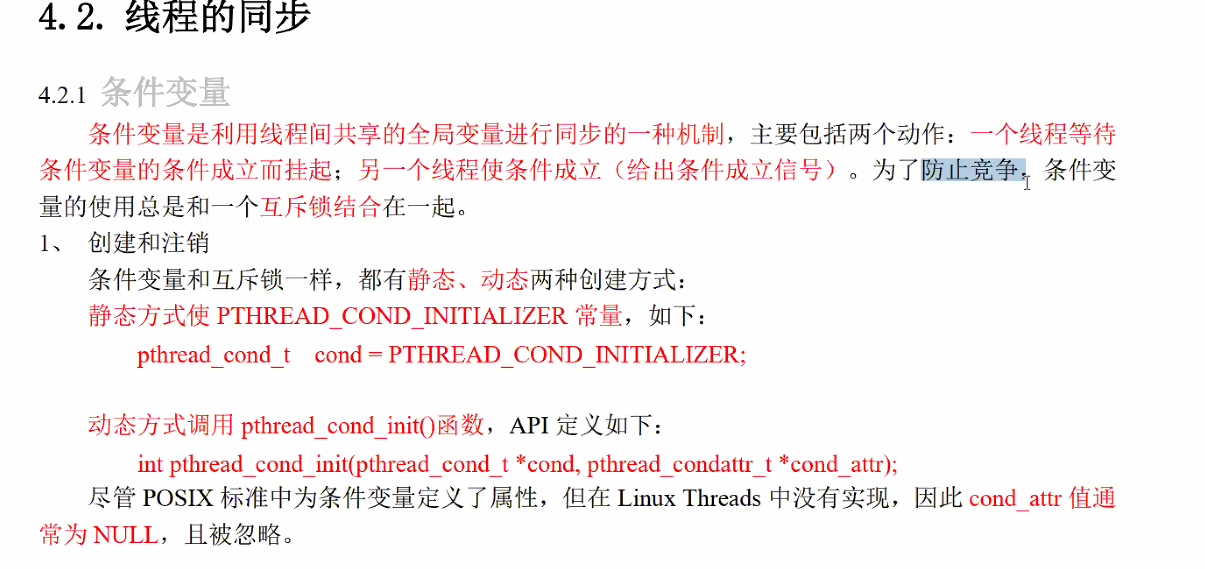 4.2. 线程的同步
4.2.1 条件变量
条件变量是利用线程间共享的全局变量进行同步的一种机制，主要包括两个动作：一个线程等待
条件变量的条件成立而挂起；另一个线程使条件成立（给出条件成立信号）。为了防止竞争，条件变
量的使用总是和一个互斥锁结合在一起。
1、 创建和注销
条件变量和互斥锁一样，都有静态、动态两种创建方式：
静态方式使 PTHREAD_COND_INITIALIZER 常量，如下：
pthread_cond_t cond = PTHREAD_COND_INITIALIZER;
动态方式调用 pthread_cond_init()函数，API 定义如下：
int pthread_cond_init(pthread_cond_t *cond, pthread_condattr_t *cond_attr);
尽管 POSIX 标准中为条件变量定义了属性，但在 Linux Threads 中没有实现，因此 cond_attr 值通
常为 NULL，且被忽略。